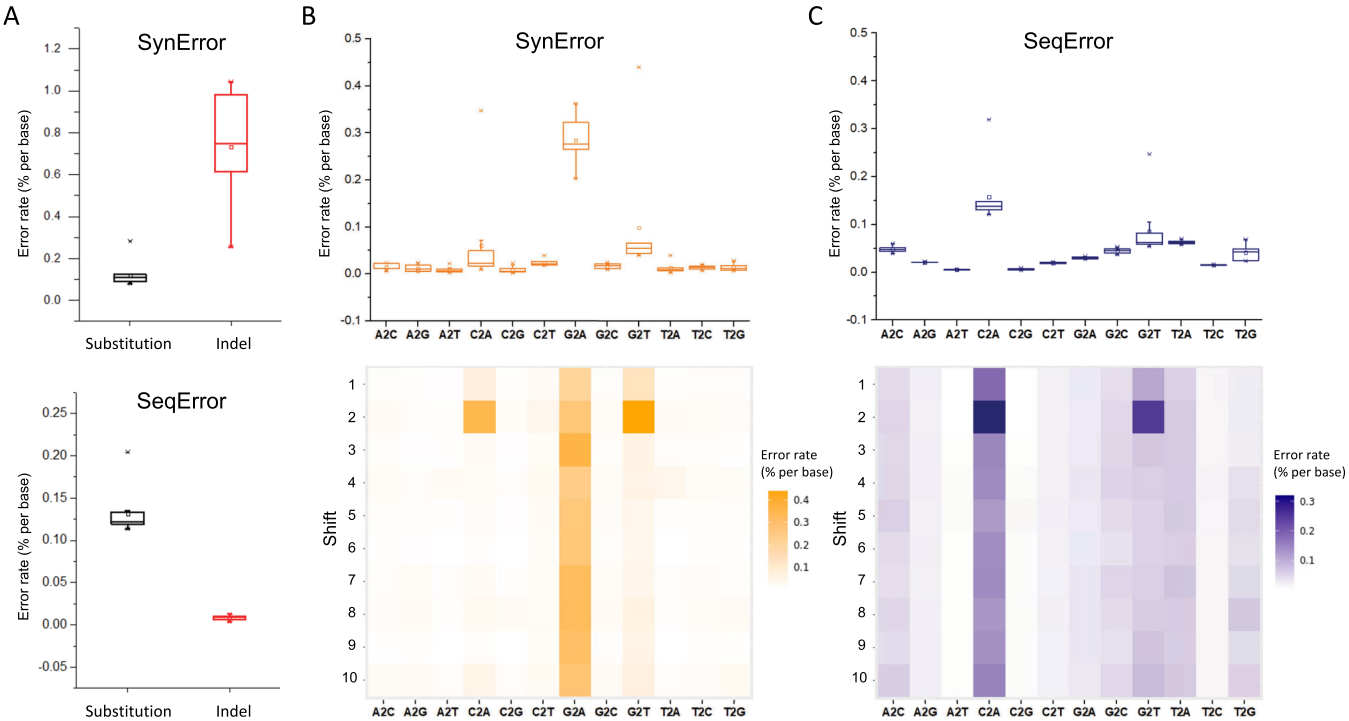 A
SynError
Error rate (% per base)
1.2
1.0
0.8
0.6
0.4
0.2
0.0
Substitution Indel
SeqError
Error rate (% per base)
0.25
0.20
0.15
0.10
0.05
0.00
-0.05
Substitution Indel
B
SynError
Error rate (% per base)
0.5
0.4
0.3
0.2
0.1
0.0
-0.1
A2C A2G A2T C2A C2G C2T G2A G2C G2T T2A T2C T2G
Shift
1
2
3
4
5
6
7
8
9
10
A2C A2G A2T C2A C2G C2T G2A G2C G2T T2A T2C T2G
Error rate
(% per base)
0.4
0.3
0.2
0.1
C
SeqError
Error rate (% per base)
0.5
0.4
0.3
0.2
0.1
0.0
-0.1
A2C A2G A2T C2A C2G C2T G2A G2C G2T T2A T2C T2G
Shift
1
2
3
4
5
6
7
8
9
10
A2C A2G A2T C2A C2G C2T G2A G2C G2T T2A T2C T2G
Error rate
(% per base)
0.3
0.2
0.1